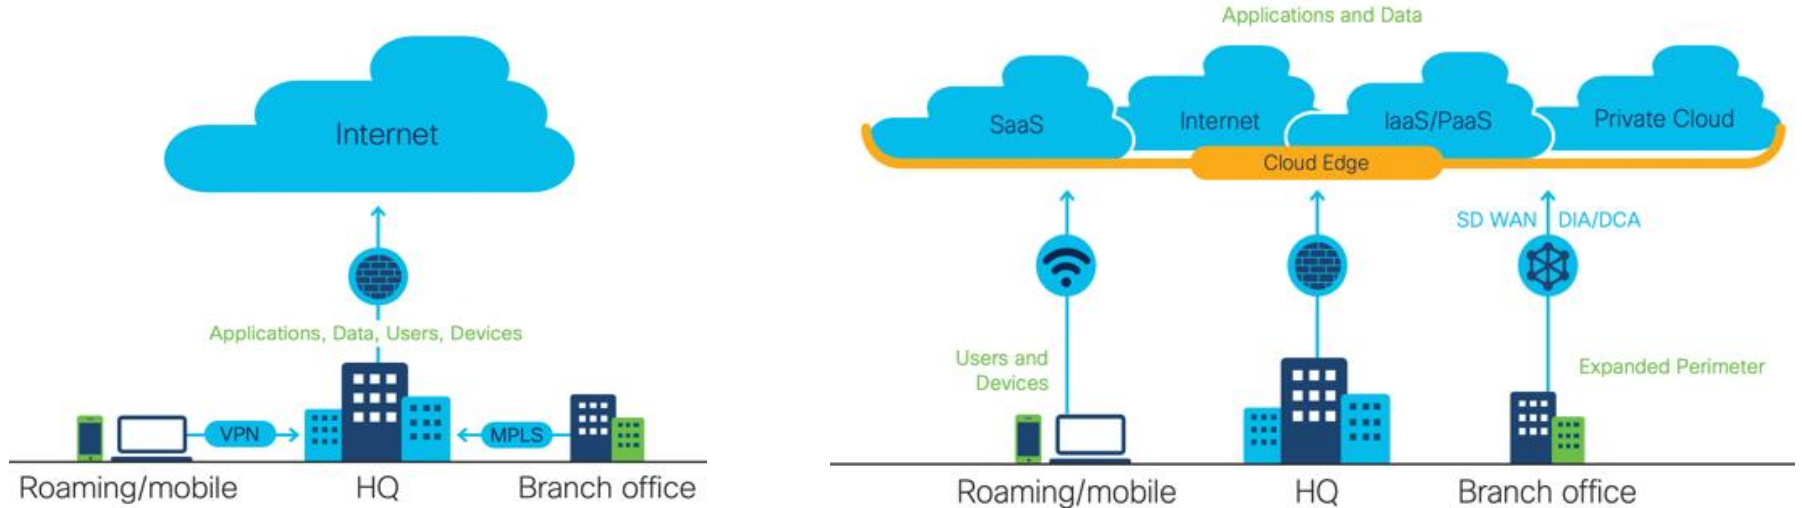 Internet
Applications, Data, Users, Devices
VPN
MPLS
Roaming/mobile
HQ
Branch office
Applications and Data
SaaS
Internet
IaaS/PaaS
Private Cloud
Cloud Edge
SD WAN
DIA/DCA
Users and
Devices
Expanded Perimeter
Roaming/mobile
HQ
Branch office